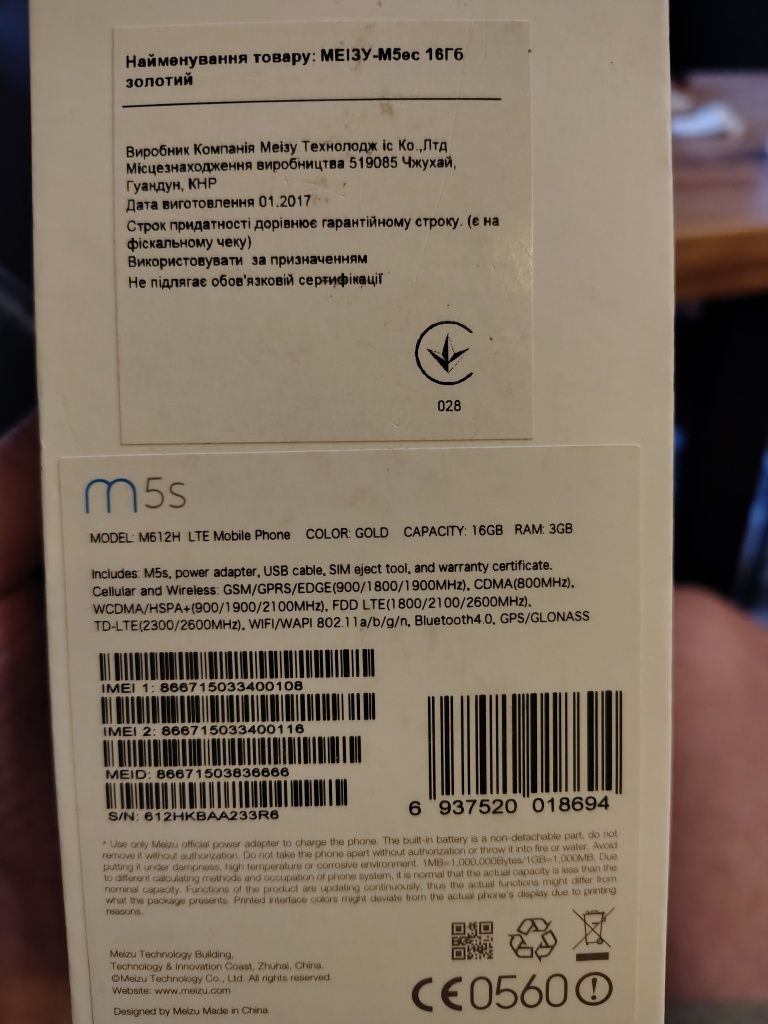 Найменування товару: МЕІЗУ-М5ес 16Гб
золотий
Виробник Компанія Меізу Технолодж іс Ко.,Лтд
Місцезнаходження виробництва 519085 Чжухай,
Гуандун, КНР
Дата виготовлення 01.2017
Строк придатності дорівнює гарантійному строку. (є на
фіскальному чеку)
Використовувати за призначенням
Не підлягає обов'язковій сертифікації
028
m5s
MODEL: M612H LTE Mobile Phone COLOR: GOLD CAPACITY: 16GB RAM: 3GB
Includes: M5s, power adapter, USB cable, SIM eject tool, and warranty certificate.
Cellular and Wireless: GSM/GPRS/EDGE(900/1800/1900MHz), CDMA(800MHz),
WCDMA/HSPA+(900/1900/2100MHz), FDD LTE(1800/2100/2600MHz),
TD-LTE(2300/2600MHz), WIFI/WAPI 802.11a/b/g/n, Bluetooth4.0, GPS/GLONASS
IMEI 1: 866715033400108
IMEI 2: 866715033400116
MEID: 86671503836666
S/N: 612HKBAA233R6
6 937520 018694
* Use only Meizu official power adapter to charge the phone. The built-in battery is a non-detachable part, do not
remove it without authorization. Do not take the phone apart without authorization or throw it into fire or water. Avoid
putting it under dampness, high temperature or corrosive environment. 1MB=1,000,000Bytes/1GB=1,000MB. Due
to different calculating methods and occupation of phone system, it is normal that the actual capacity is less than the
nominal capacity. Functions of the product are updating continuously, thus the actual functions might differ from
what the package presents. Printed interface colors might deviate from the actual phone's display due to printing
reasons.
Meizu Technology Building,
Technology & Innovation Coast, Zhuhai, China.
©Meizu Technology Co., Ltd. All rights reserved.
Website: www.meizu.com
Designed by Meizu Made in China
CE0560